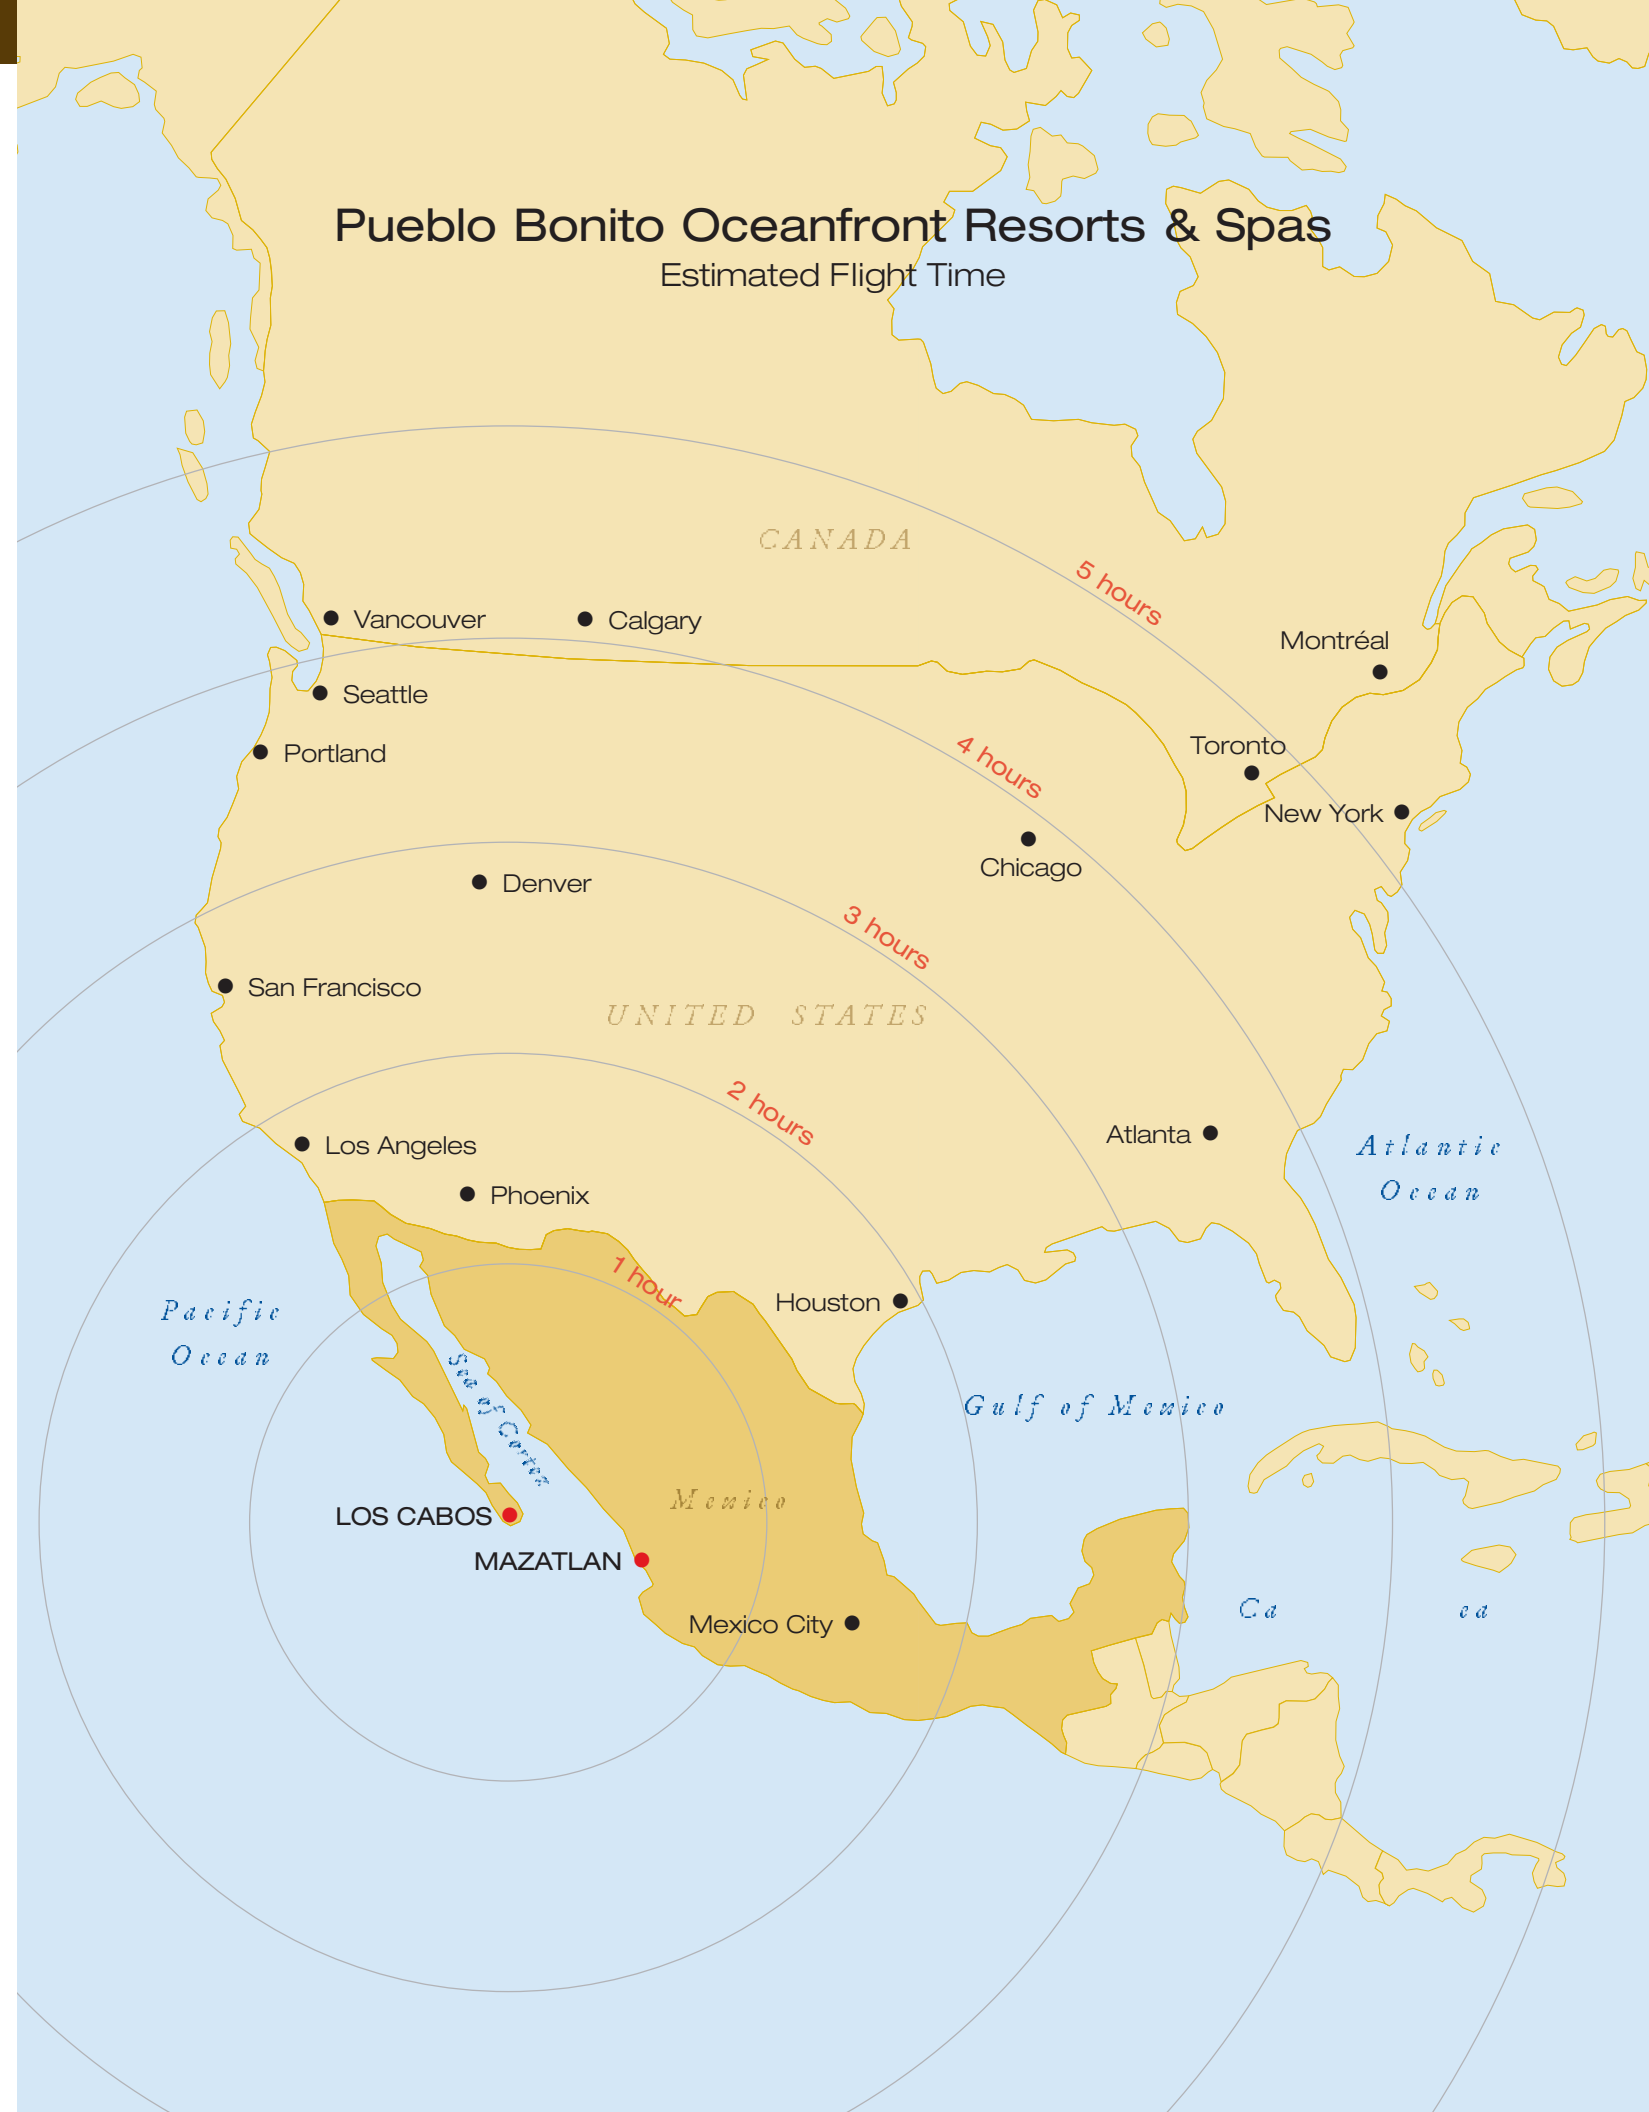 Pueblo Bonito Oceanfront Resorts & Spas
Estimated Flight Time
CANADA
5 hours
Vancouver
Calgary
Montréal
Seattle
Portland
4 hours
Toronto
New York
Chicago
Denver
3 hours
San Francisco
UNITED STATES
2 hours
Los Angeles
Atlanta
Atlantic
Ocean
Phoenix
1 hour
Houston
Pacific
Ocean
Sea of Cortez
Gulf of Mexico
Mexico
LOS CABOS
MAZATLAN
Mexico City
Ca ea